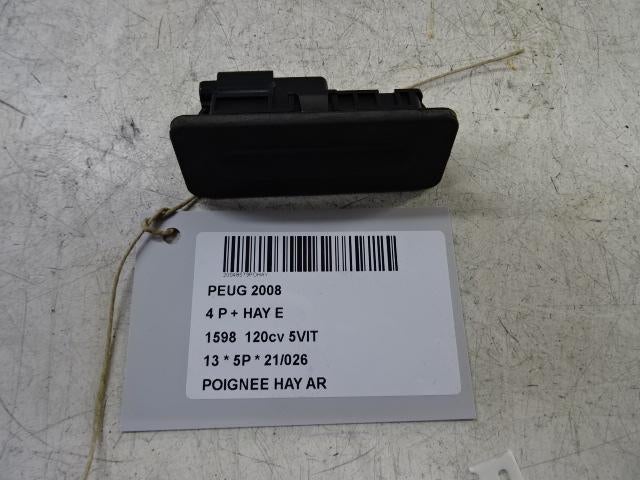 PEUG 2008
4 P + HAY E
1598 120cv 5VIT
13 * 5P * 21/026
POIGNEE HAY AR